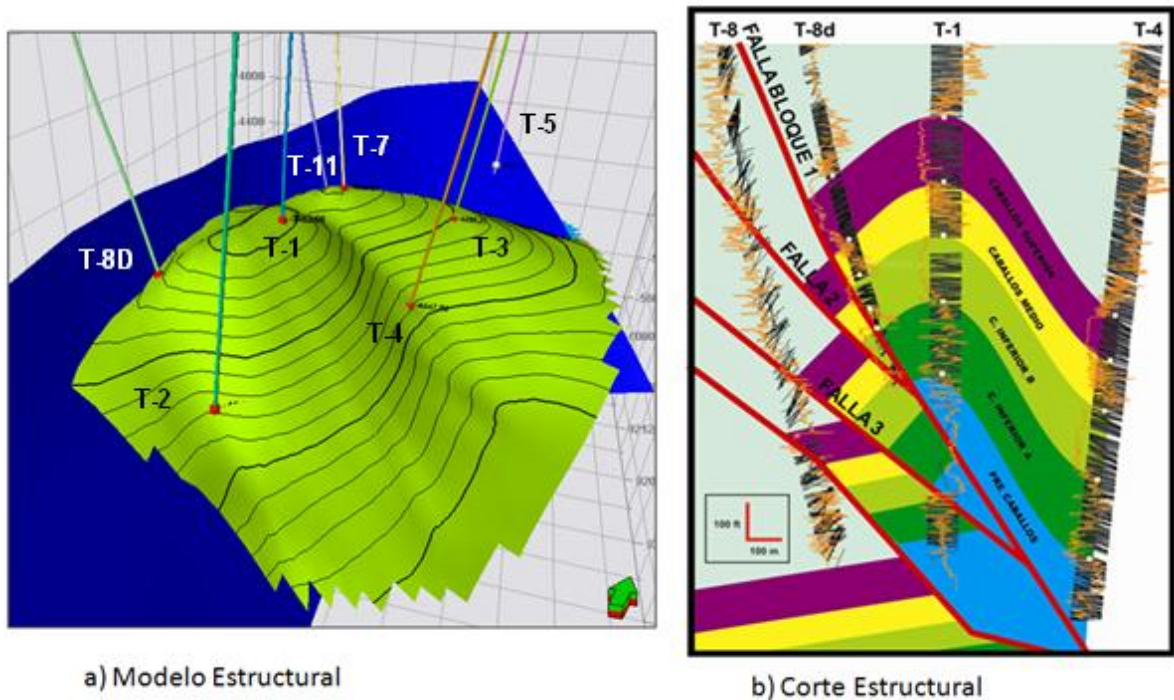 4000
4400
T-5
T-7
T-11
T-1
T-3
T-8D
T-4
T-2
a) Modelo Estructural
T-8 T-8d T-1 T-4
FALLA BLOQUE 1
FALLA 2
FALLA 3
CABALLOS SUPERIOR
CABALLOS MEDIO
C. INFERIOR B
C. INFERIOR A
PRE CABALLOS
100 ft
100 m
b) Corte Estructural